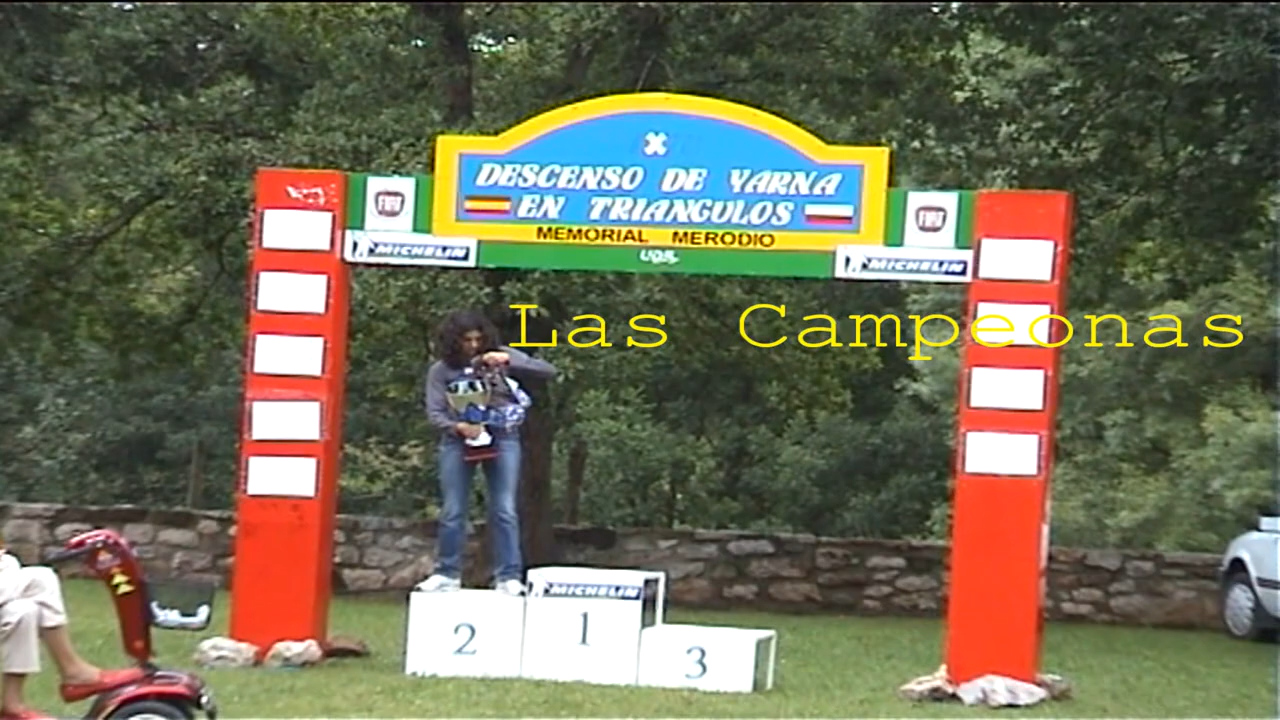 DESCENSO DE YARNA
EN TRIANGULOS
MEMORIAL MERODIO
FIAT
FIAT
MICHELIN
MICHELIN
Las Campeonas
MICHELIN
2
1
3